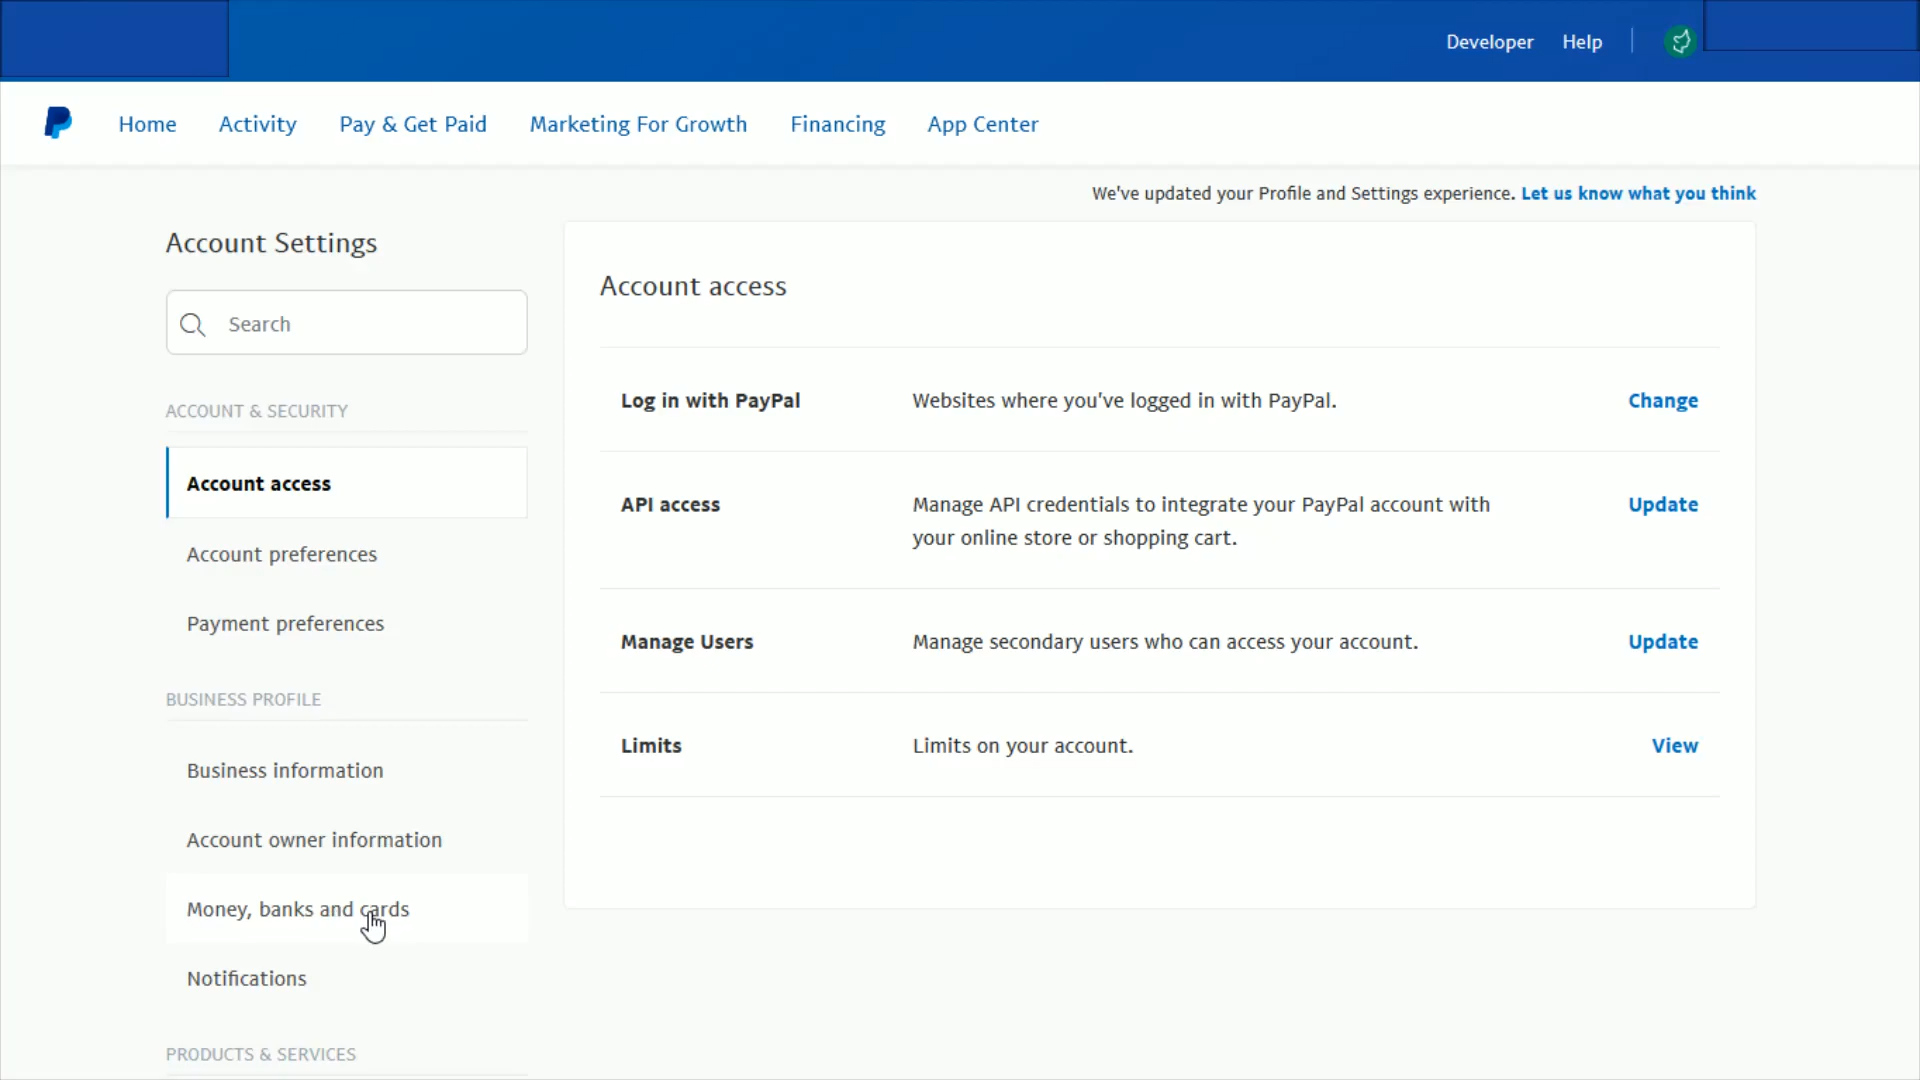 Developer Help
Home Activity Pay & Get Paid Marketing For Growth Financing App Center
We've updated your Profile and Settings experience. Let us know what you think
Account Settings
Search
ACCOUNT & SECURITY
Account access
Account preferences
Payment preferences
BUSINESS PROFILE
Business information
Account owner information
Money, banks and cards
Notifications
PRODUCTS & SERVICES
Account access
Log in with PayPal Websites where you've logged in with PayPal. Change
API access Manage API credentials to integrate your PayPal account with Update
your online store or shopping cart.
Manage Users Manage secondary users who can access your account. Update
Limits Limits on your account. View